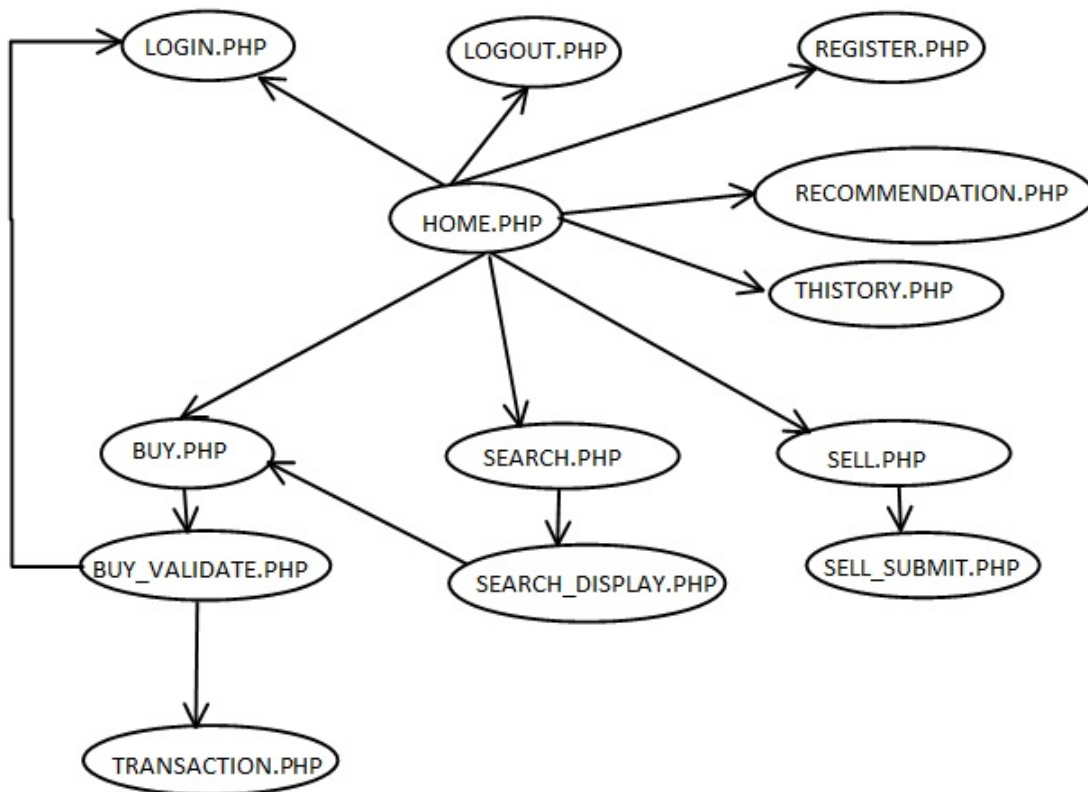 LOGIN.PHP
LOGOUT.PHP
REGISTER.PHP
RECOMMENDATION.PHP
HOME.PHP
THISTORY.PHP
BUY.PHP
SEARCH.PHP
SELL.PHP
BUY_VALIDATE.PHP
SEARCH_DISPLAY.PHP
SELL_SUBMIT.PHP
TRANSACTION.PHP